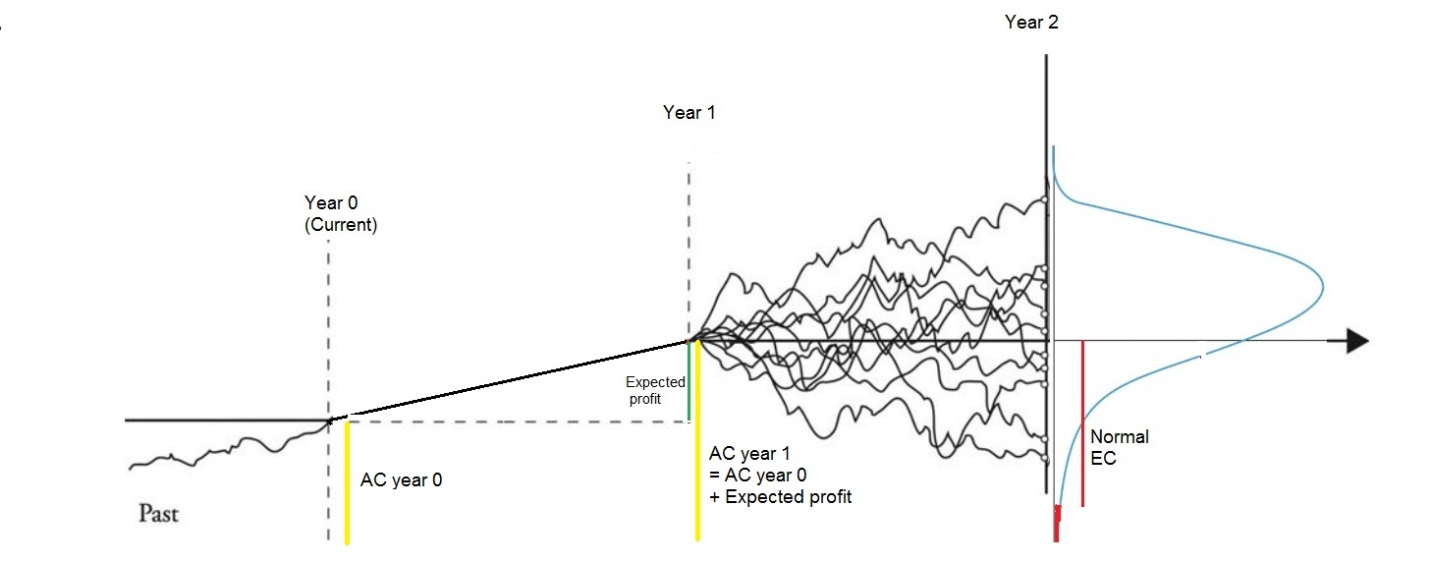 Year 2
Year 1
Year 0
(Current)
Expected
profit
Normal
EC
AC year 1
= AC year 0
+ Expected profit
AC year 0
Past